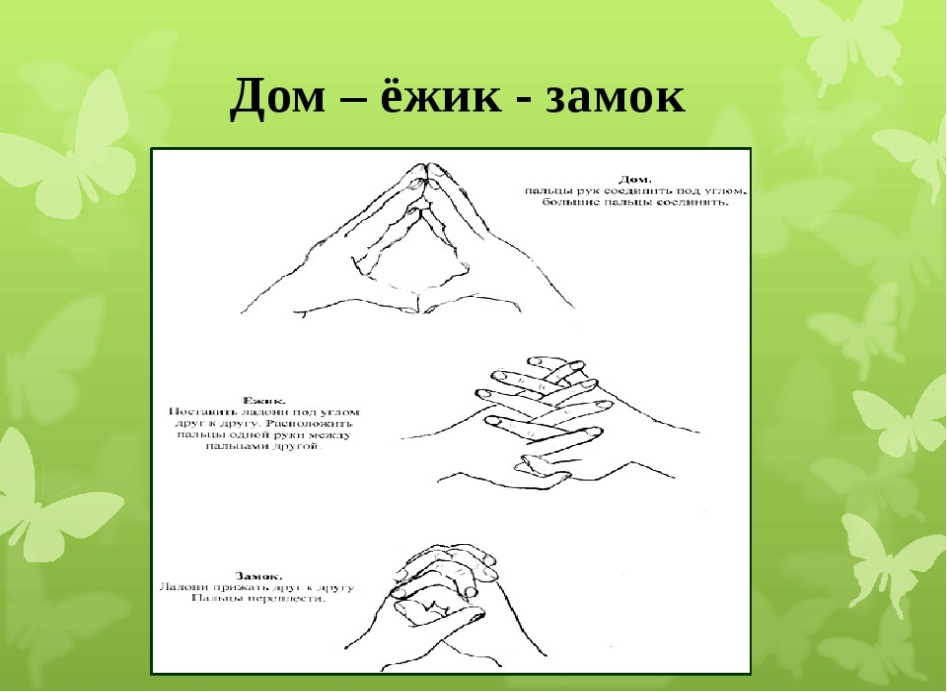 Дом – ёжик - замок
Дом.
пальцы рук соединить под углом,
большие пальцы соединить.
Ежик.
Поставить ладони под углом
друг к другу. Расположить
пальцы одной руки между
пальцами другой.
Замок.
Ладони прижать друг к другу.
Пальцы переплести.